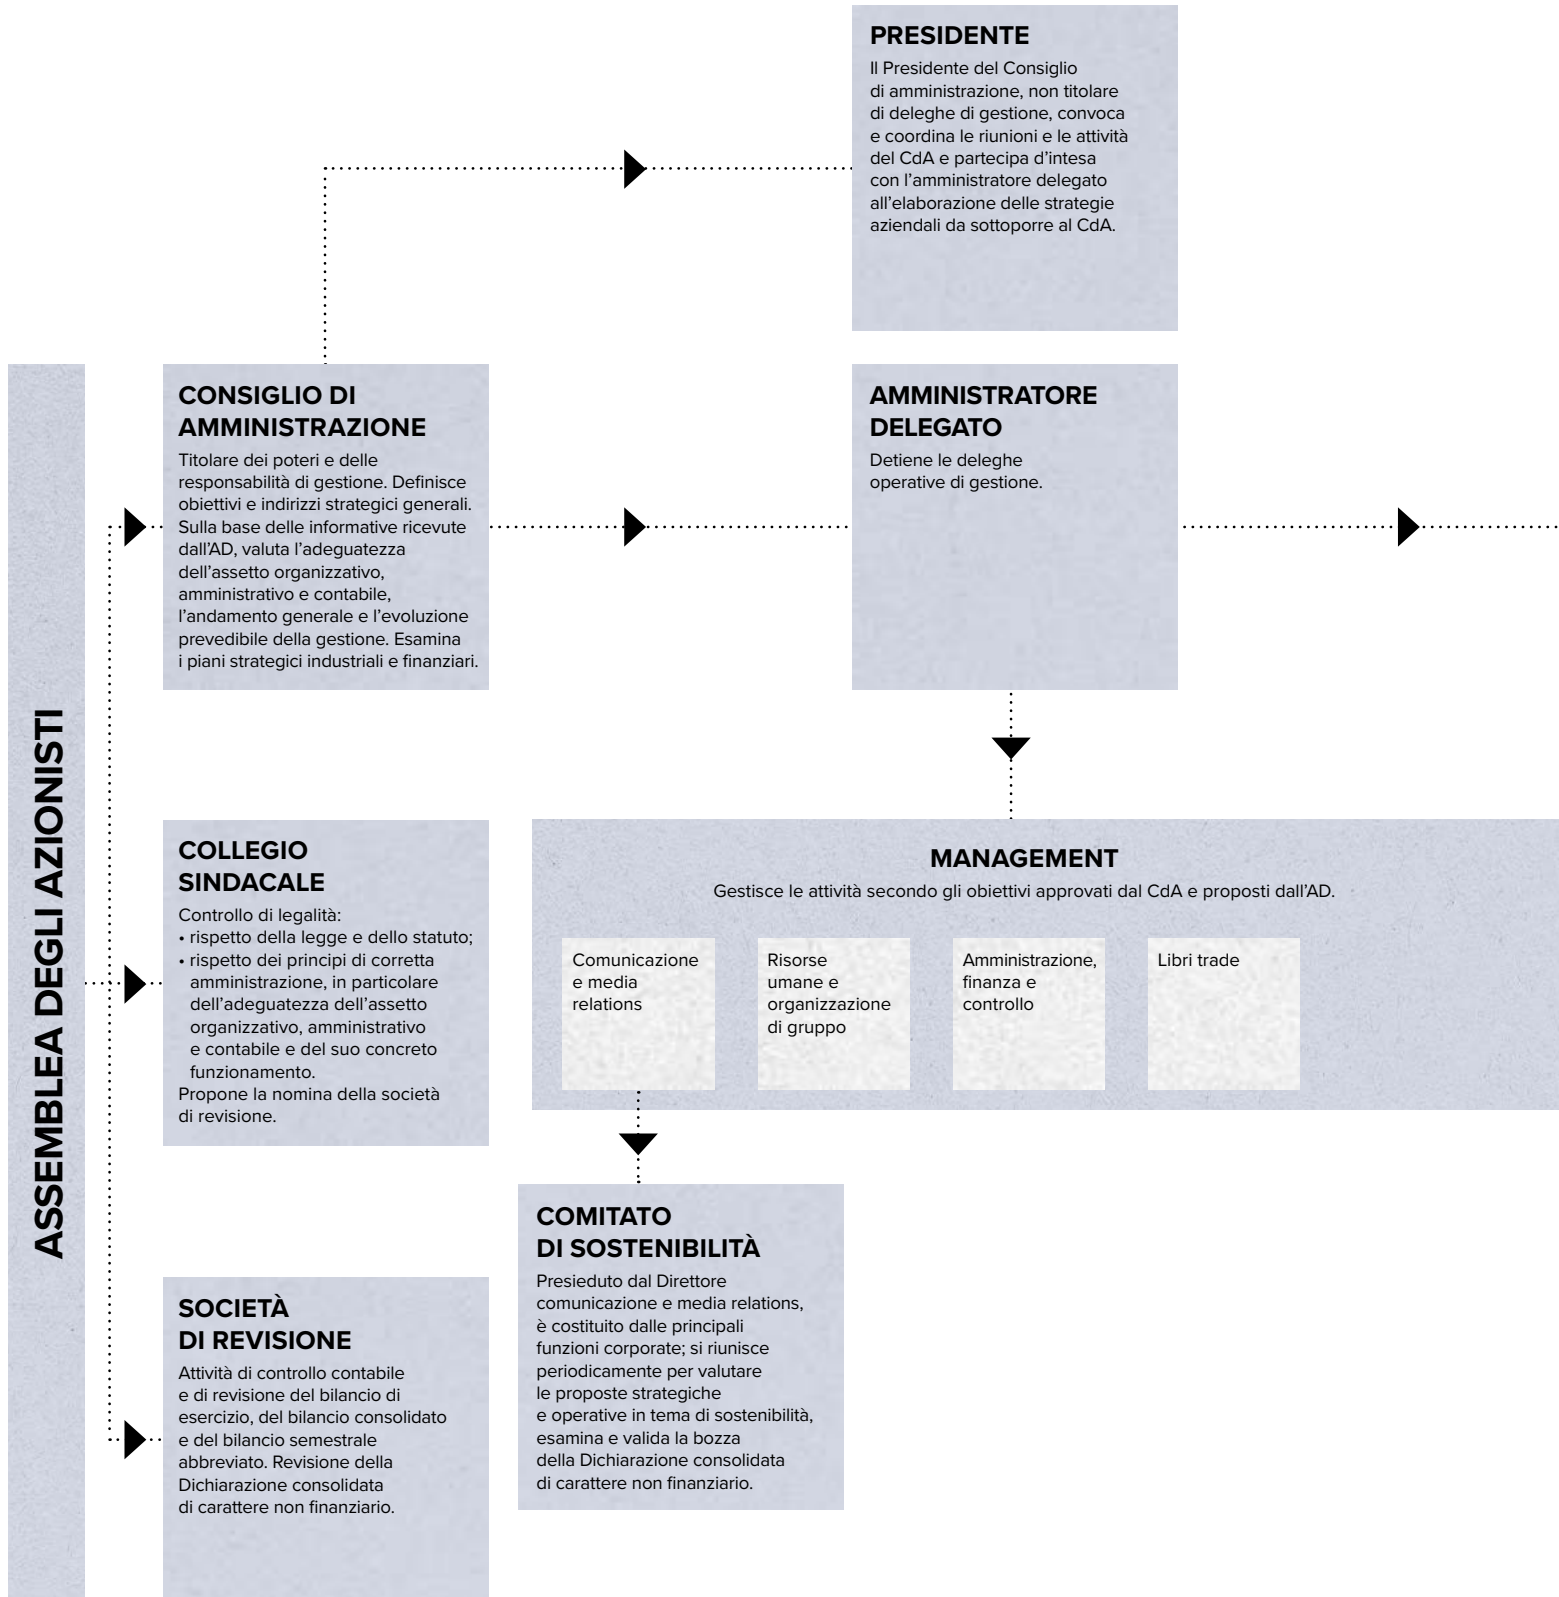 PRESIDENTE
Il Presidente del Consiglio
di amministrazione, non titolare
di deleghe di gestione, convoca
e coordina le riunioni e le attività
del CdA e partecipa d’intesa
con l’amministratore delegato
all’elaborazione delle strategie
aziendali da sottoporre al CdA.
ASSEMBLEA DEGLI AZIONISTI
CONSIGLIO DI
AMMINISTRAZIONE
Titolare dei poteri e delle
responsabilità di gestione. Definisce
obiettivi e indirizzi strategici generali.
Sulla base delle informative ricevute
dall’AD, valuta l’adeguatezza
dell’assetto organizzativo,
amministrativo e contabile,
l’andamento generale e l’evoluzione
prevedibile della gestione. Esamina
i piani strategici industriali e finanziari.
AMMINISTRATORE
DELEGATO
Detiene le deleghe
operative di gestione.
COLLEGIO
SINDACALE
Controllo di legalità:
• rispetto della legge e dello statuto;
• rispetto dei principi di corretta
amministrazione, in particolare
dell’adeguatezza dell’assetto
organizzativo, amministrativo
e contabile e del suo concreto
funzionamento.
Propone la nomina della società
di revisione.
MANAGEMENT
Gestisce le attività secondo gli obiettivi approvati dal CdA e proposti dall’AD.
Comunicazione
e media
relations
Risorse
umane e
organizzazione
di gruppo
Amministrazione,
finanza e
controllo
Libri trade
SOCIETÀ
DI REVISIONE
Attività di controllo contabile
e di revisione del bilancio di
esercizio, del bilancio consolidato
e del bilancio semestrale
abbreviato. Revisione della
Dichiarazione consolidata
di carattere non finanziario.
COMITATO
DI SOSTENIBILITÀ
Presieduto dal Direttore
comunicazione e media relations,
è costituito dalle principali
funzioni corporate; si riunisce
periodicamente per valutare
le proposte strategiche
e operative in tema di sostenibilità,
esamina e valida la bozza
della Dichiarazione consolidata
di carattere non finanziario.